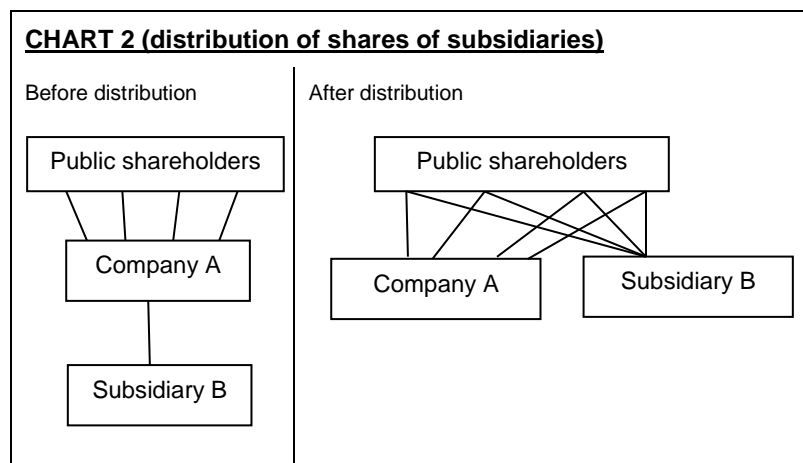 CHART 2 (distribution of shares of subsidiaries)
Before distribution
Public shareholders
Company A
Subsidiary B
After distribution
Public shareholders
Company A
Subsidiary B